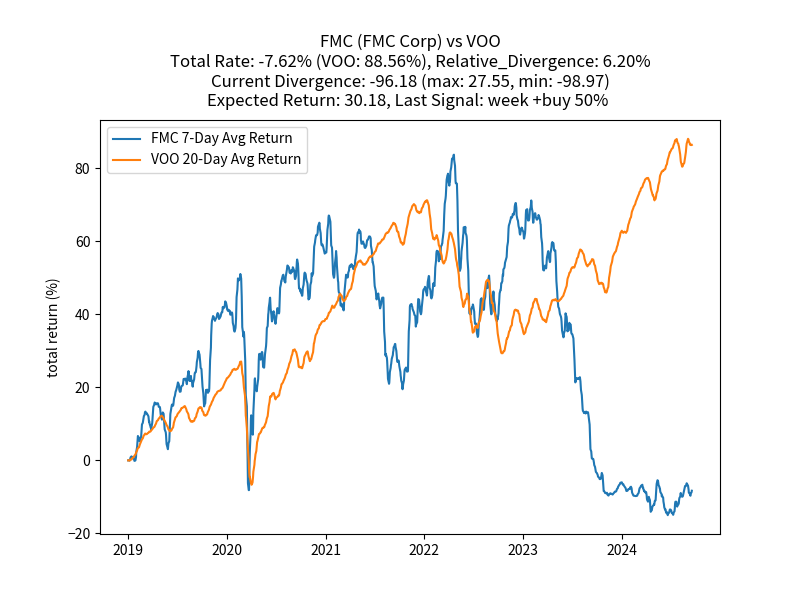 FMC (FMC Corp) vs VOO
Total Rate: -7.62% (VOO: 88.56%), Relative_Divergence: 6.20%
Current Divergence: -96.18 (max: 27.55, min: -98.97)
Expected Return: 30.18, Last Signal: week +buy 50%
FMC 7-Day Avg Return
VOO 20-Day Avg Return
total return (%)
80
60
40
20
0
−20
2019
2020
2021
2022
2023
2024